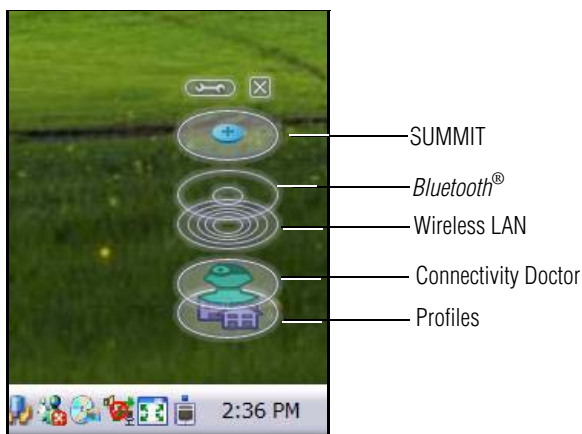 SUMMIT
Bluetooth®
Wireless LAN
Connectivity Doctor
Profiles
2:36 PM